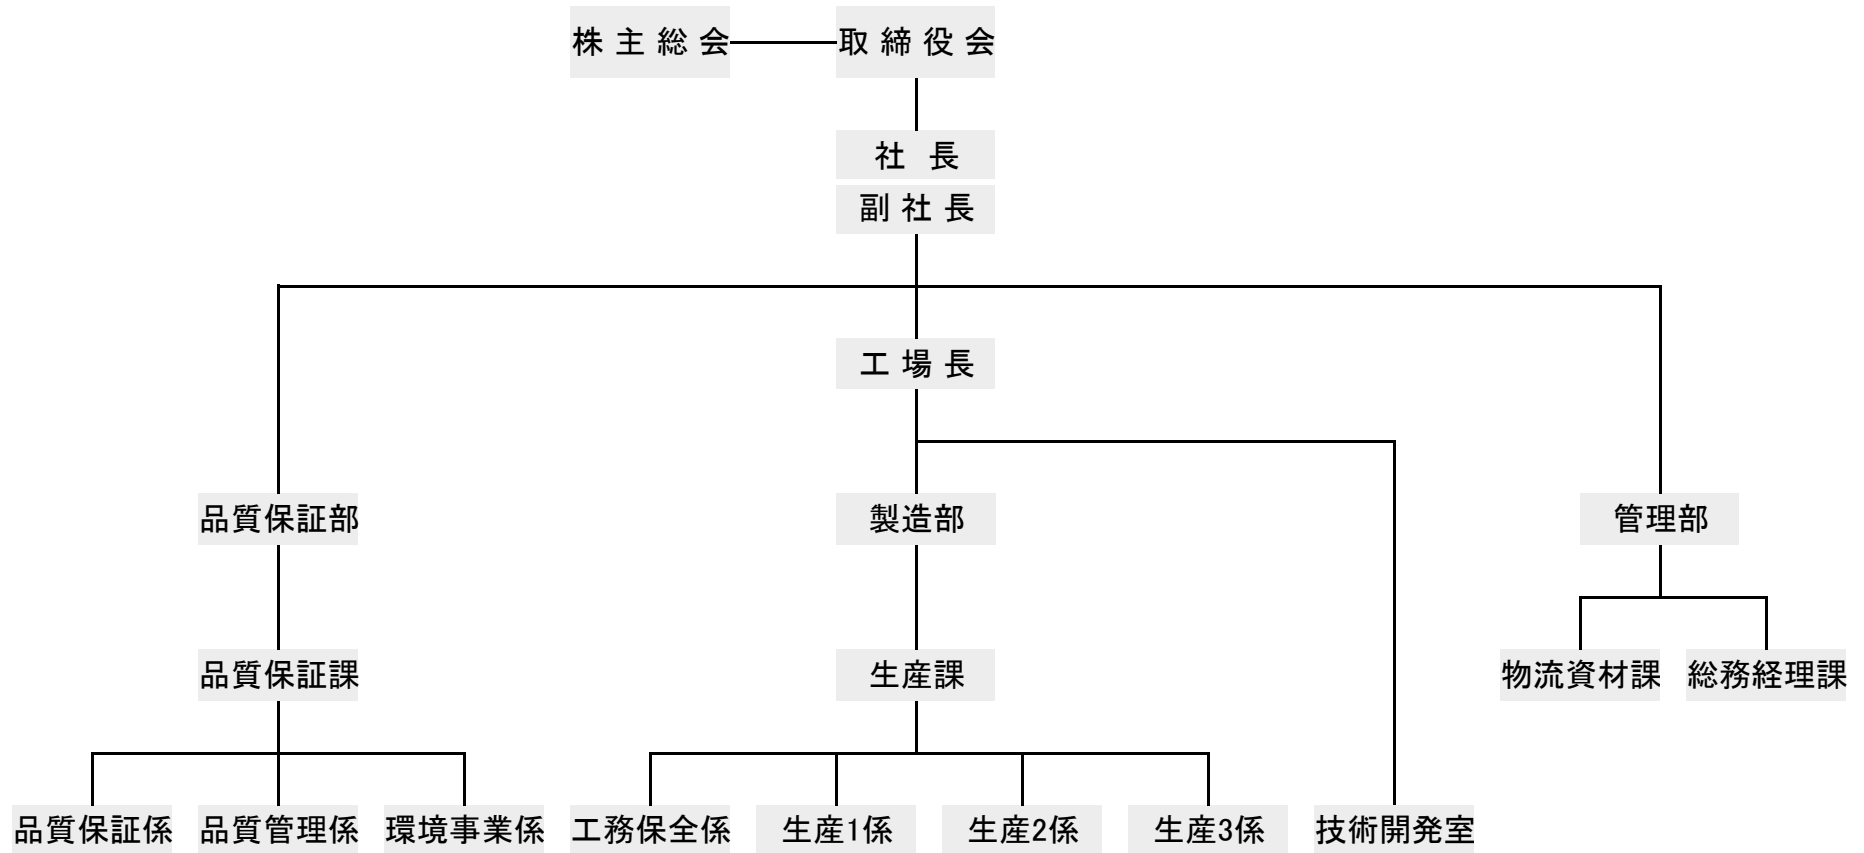 株主総会 取締役会
社長
副社長
工場長
品質保証部 製造部 管理部
品質保証課 生産課 物流資材課 総務経理課
品質保証係 品質管理係 環境事業係 工務保全係 生産1係 生産2係 生産3係 技術開発室